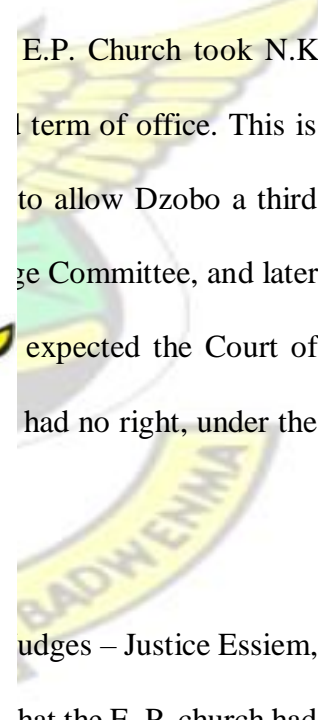 E.P. Church took N.K
term of office. This is
to allow Dzobo a third
ge Committee, and later
expected the Court of
had no right, under the
BADWENMA
udges – Justice Essiem,
hat the E. P. church had